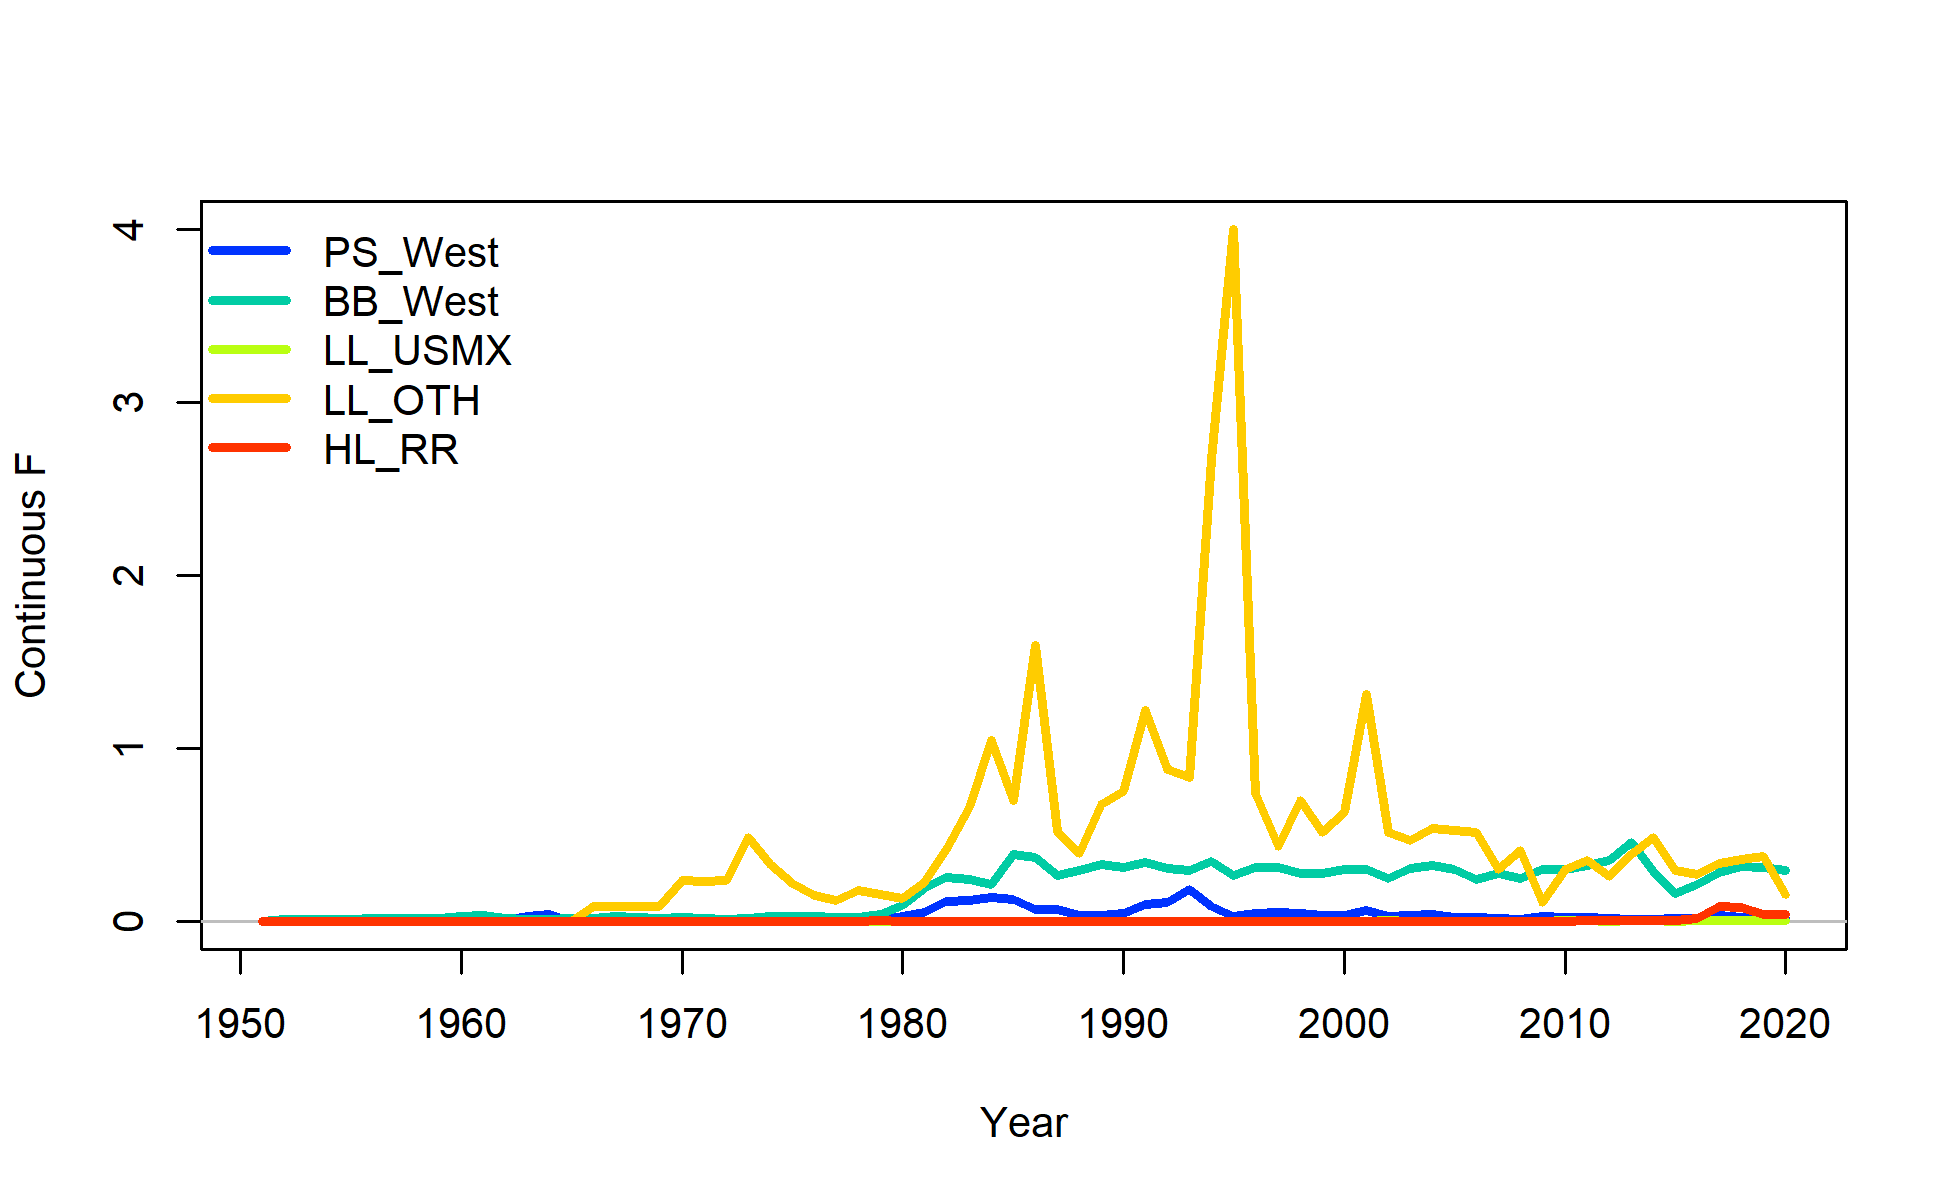 PS_West
BB_West
LL_USMX
LL_OTH
HL_RR
Continuous F
4
3
2
1
0
1950 1960 1970 1980 1990 2000 2010 2020
Year